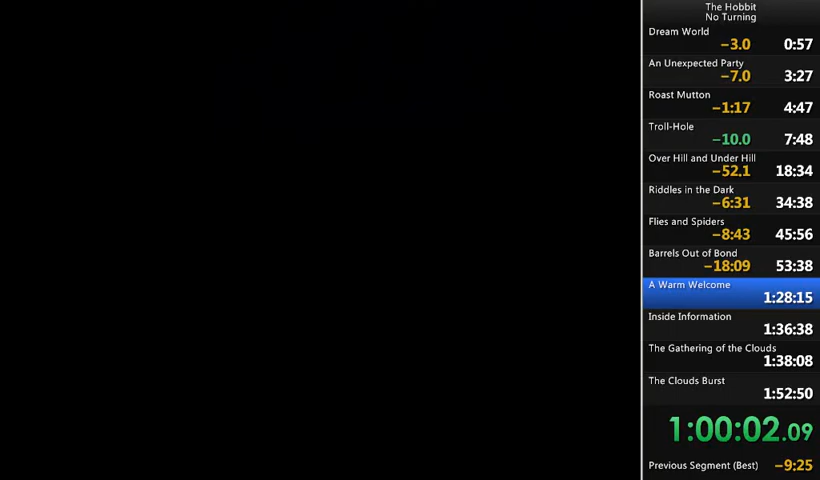 The Hobbit
No Turning
Dream World
−3.0 0:57
An Unexpected Party
−7.0 3:27
Roast Mutton
−1:17 4:47
Troll-Hole
−10.0 7:48
Over Hill and Under Hill
−52.1 18:34
Riddles in the Dark
−6:31 34:38
Flies and Spiders
−8:43 45:56
Barrels Out of Bond
−18:09 53:38
A Warm Welcome
1:28:15
Inside Information
1:36:38
The Gathering of the Clouds
1:38:08
The Clouds Burst
1:52:50
1:00:02.09
Previous Segment (Best) −9:25